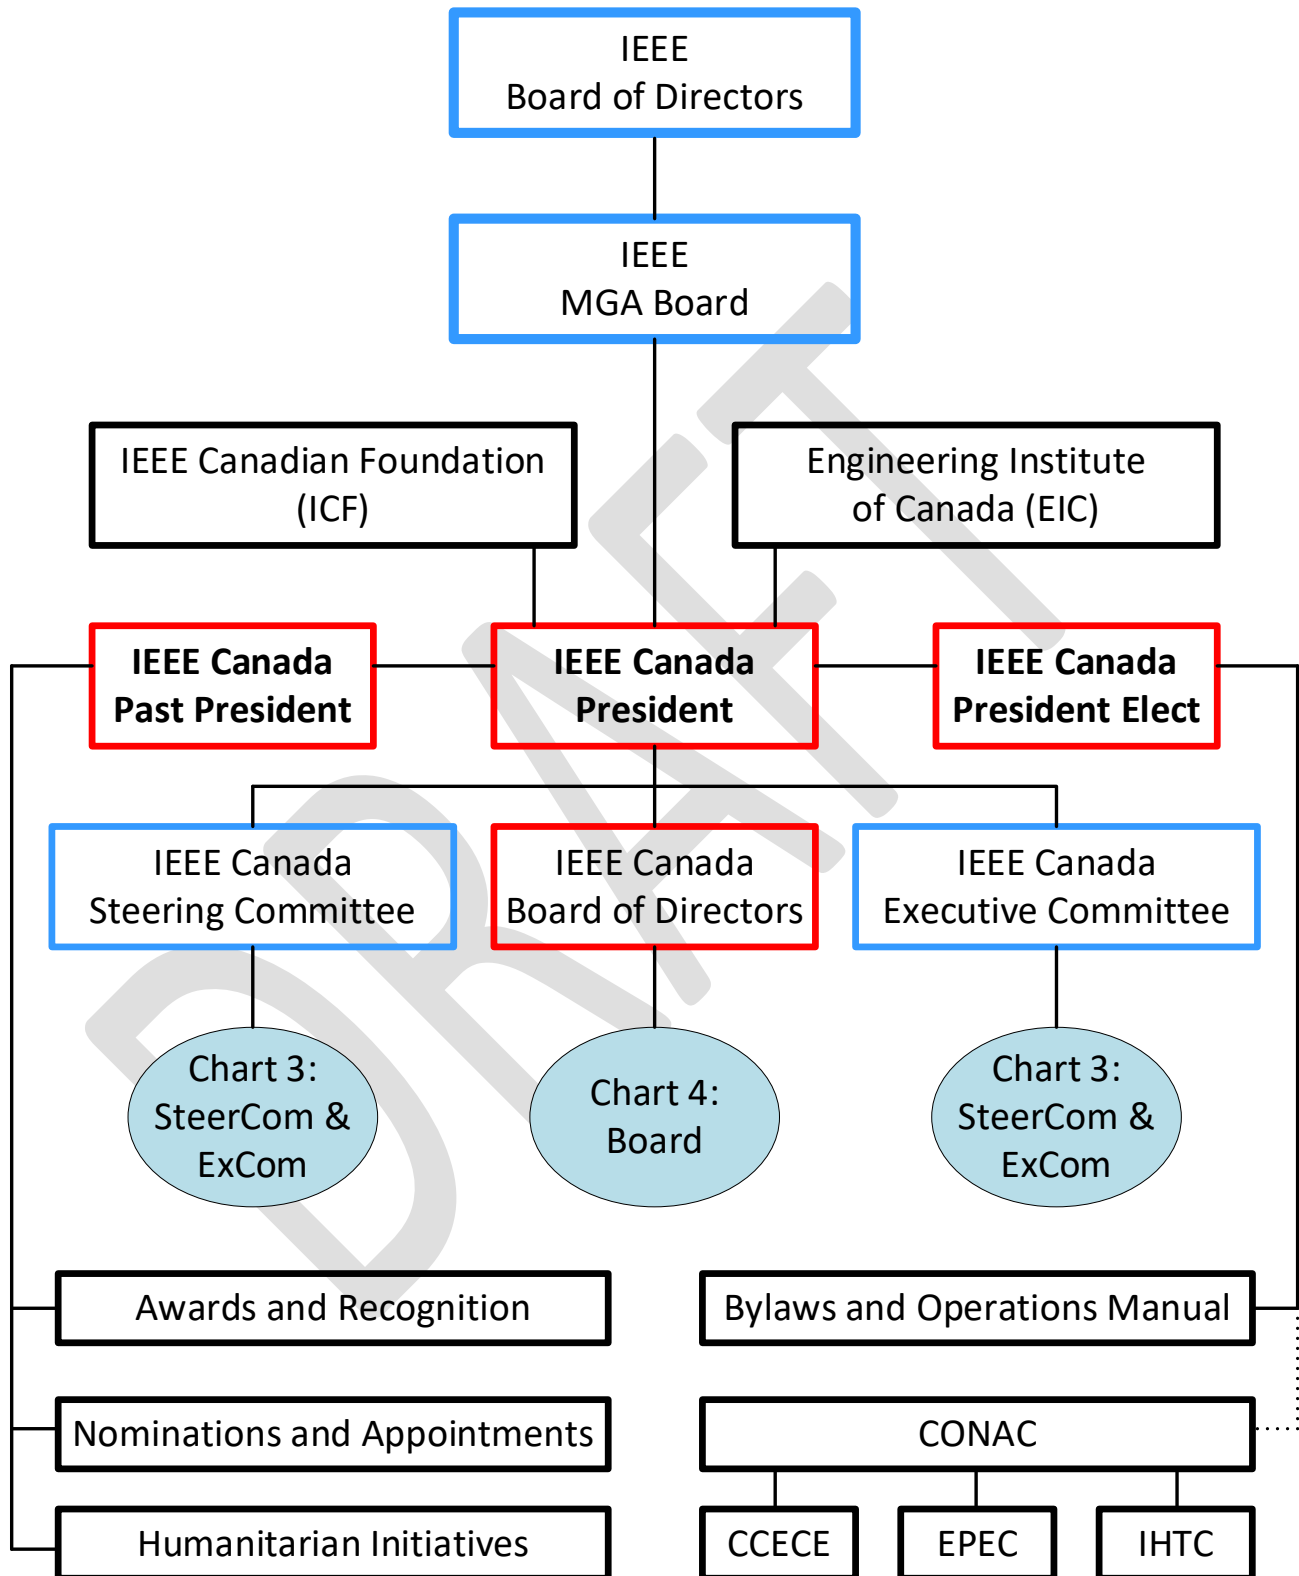 IEEE
Board of Directors
IEEE
MGA Board
IEEE Canadian Foundation
(ICF)
Engineering Institute
of Canada (EIC)
IEEE Canada
Past President
IEEE Canada
President
IEEE Canada
President Elect
IEEE Canada
Steering Committee
IEEE Canada
Board of Directors
IEEE Canada
Executive Committee
Chart 3:
SteerCom &
ExCom
Chart 4:
Board
Chart 3:
SteerCom &
ExCom
Awards and Recognition
Bylaws and Operations Manual
Nominations and Appointments
CONAC
Humanitarian Initiatives
CCECE
EPEC
IHTC
DRAFT